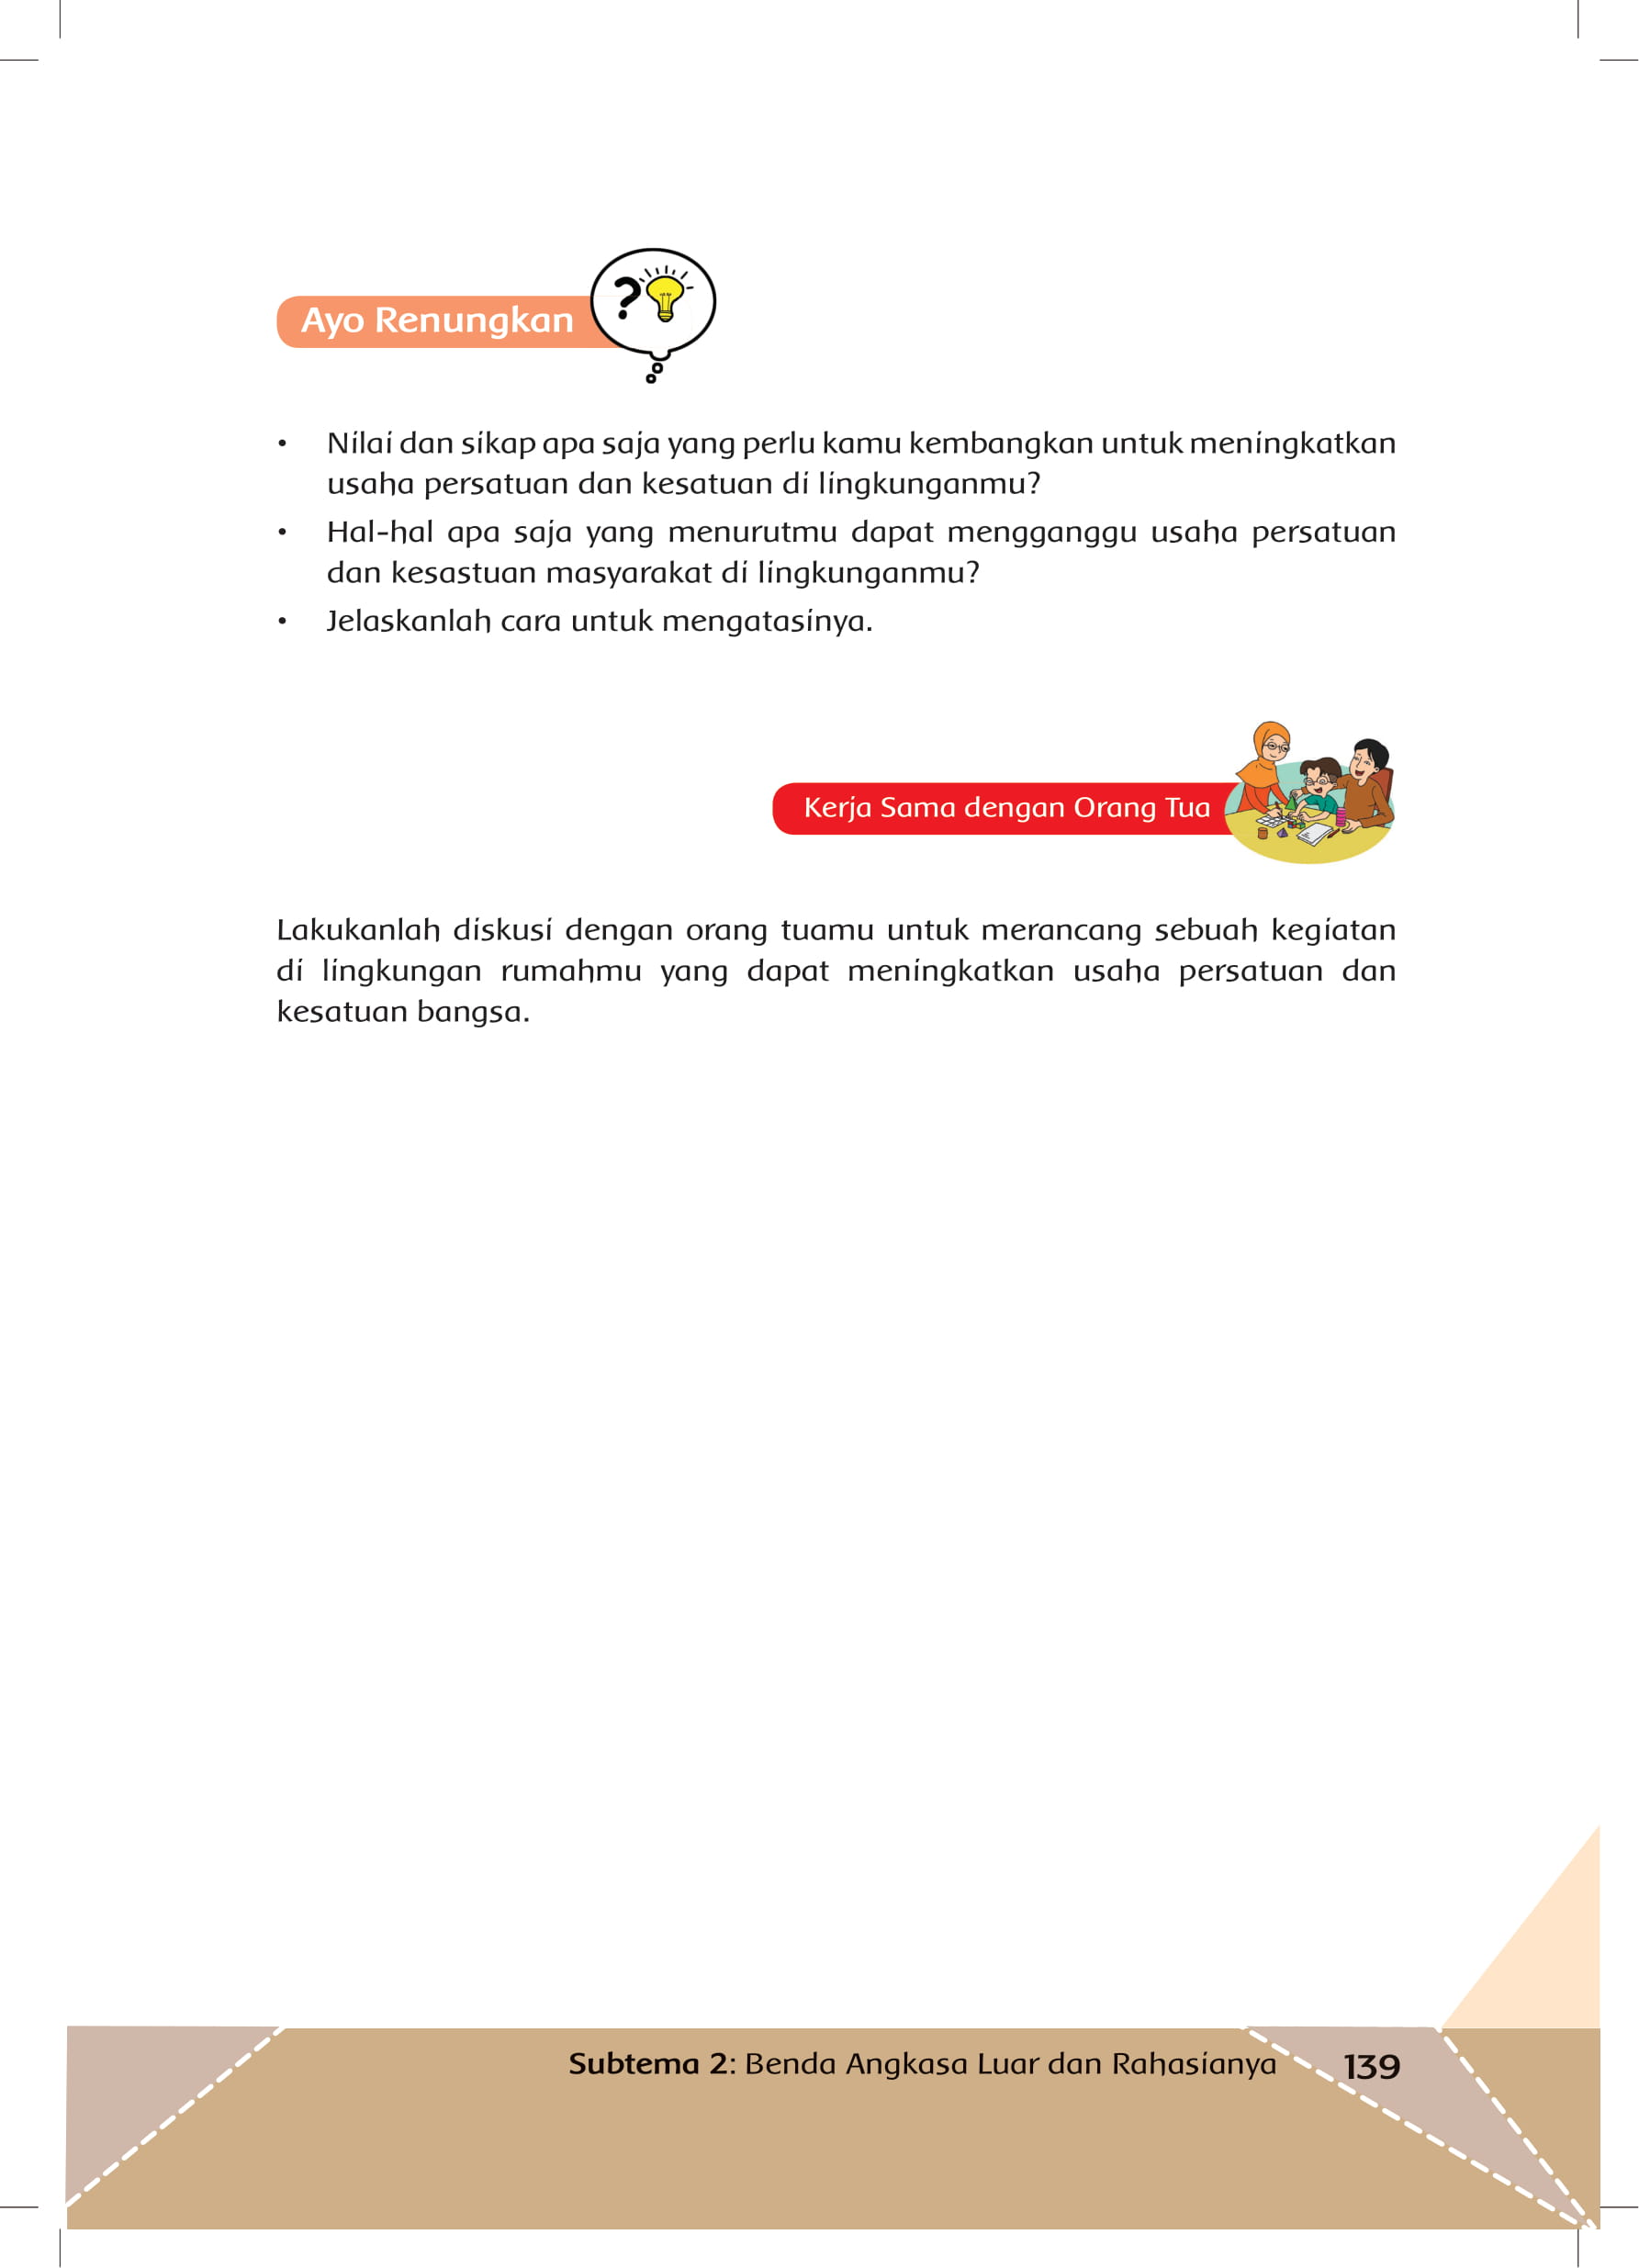 Ayo Renungkan
• Nilai dan sikap apa saja yang perlu kamu kembangkan untuk meningkatkan
usaha persatuan dan kesatuan di lingkunganmu?
• Hal-hal apa saja yang menurutmu dapat mengganggu usaha persatuan
dan kesastuan masyarakat di lingkunganmu?
• Jelaskanlah cara untuk mengatasinya.
Kerja Sama dengan Orang Tua
Lakukanlah diskusi dengan orang tuamu untuk merancang sebuah kegiatan
di lingkungan rumahmu yang dapat meningkatkan usaha persatuan dan
kesatuan bangsa.
Subtema 2: Benda Angkasa Luar dan Rahasianya 139